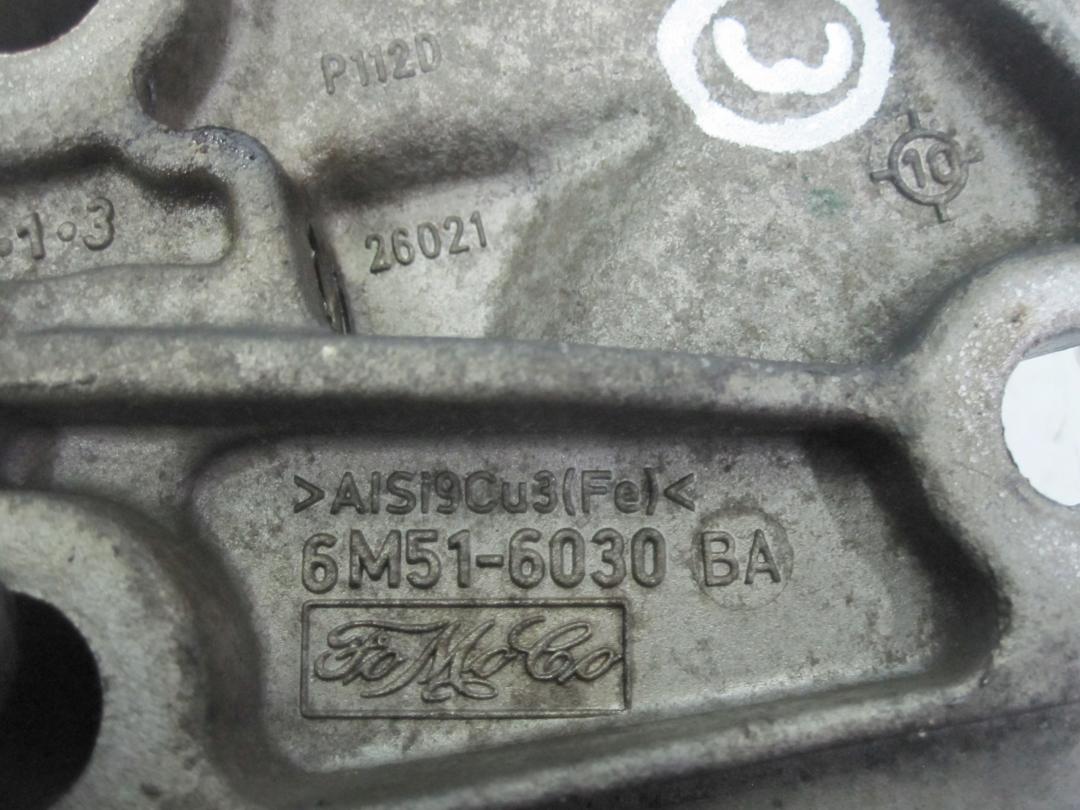 P112D
C
10
·1·3
26021
>AlSi9Cu3(Fe)<
6M51-6030 BA
FoMoCo